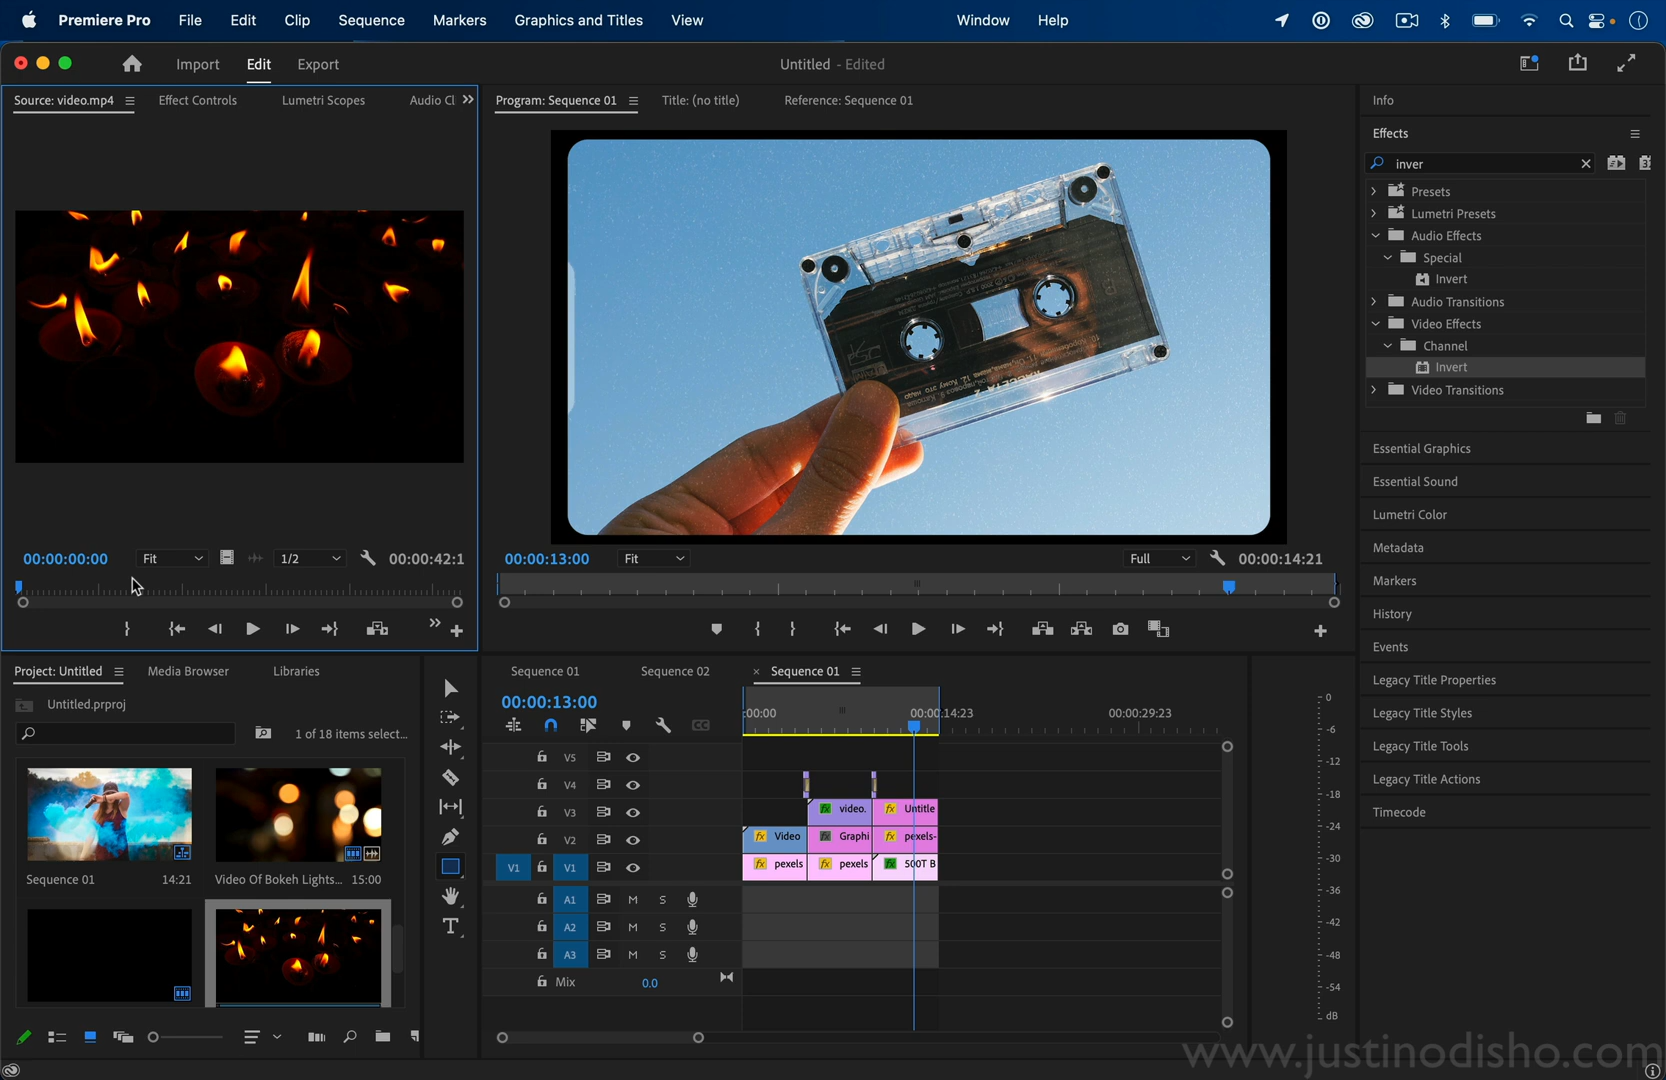 Premiere Pro File Edit Clip Sequence Markers Graphics and Titles View Window Help
Import Edit Export Untitled - Edited
Source: video.mp4 Effect Controls Lumetri Scopes Audio Cl
Program: Sequence 01 Title: (no title) Reference: Sequence 01
Info
Effects
inver
Presets
Lumetri Presets
Audio Effects
Special
Invert
Audio Transitions
Video Effects
Channel
Invert
Video Transitions
Essential Graphics
Essential Sound
Lumetri Color
Metadata
Markers
History
Events
Legacy Title Properties
Legacy Title Styles
Legacy Title Tools
Legacy Title Actions
Timecode
00:00:00:00 Fit 1/2 00:00:42:1
00:00:13:00 Fit Full 00:00:14:21
Project: Untitled Media Browser Libraries
Untitled.prproj
1 of 18 items select...
Sequence 01 14:21
Video Of Bokeh Lights... 15:00
Sequence 01 Sequence 02 Sequence 01
00:00:13:00
:00:00 00:00:14:23 00:00:29:23
V5
V4
V3 video. Untitle
V2 Video Graphi pexels-
V1 V1 pexels pexels 500T B
A1 M S
A2 M S
A3 M S
Mix 0.0
0
-6
-12
-18
-24
-30
-36
-42
-48
-54
dB
www.justinodisho.com